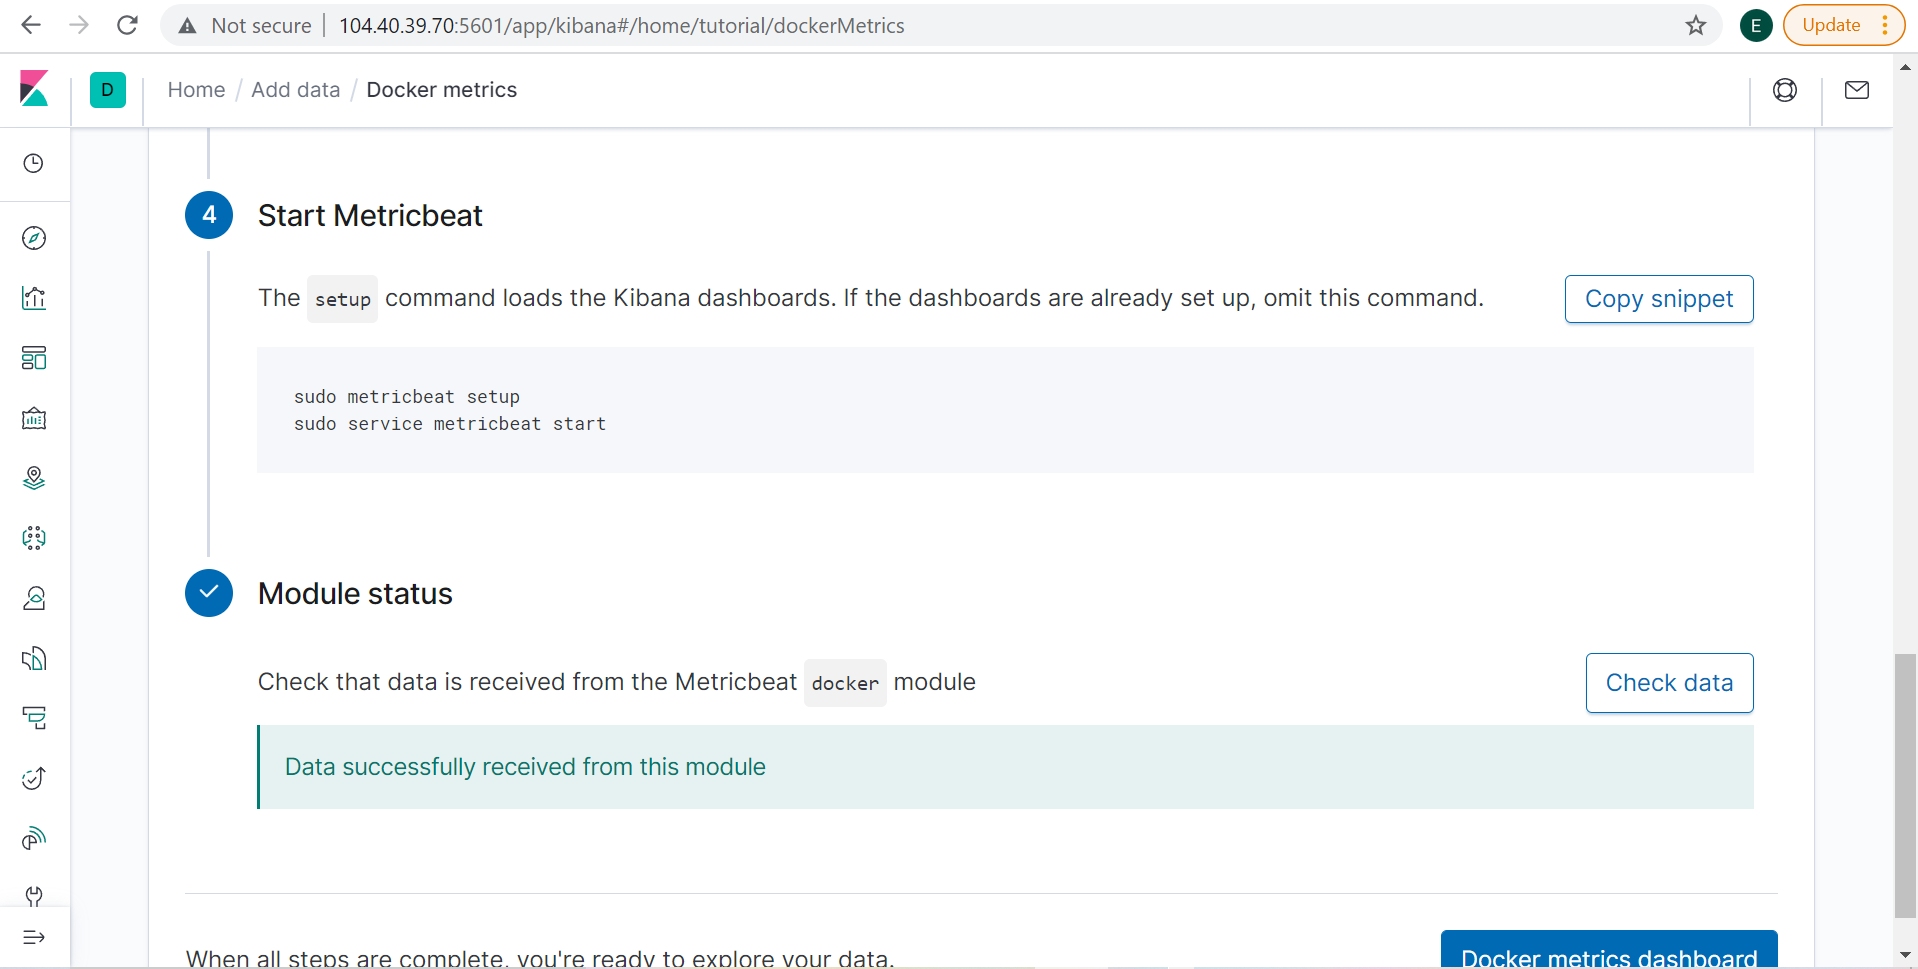 Not secure | 104.40.39.70:5601/app/kibana#/home/tutorial/dockerMetrics
E
Update
D
Home / Add data / Docker metrics
4
Start Metricbeat
The setup command loads the Kibana dashboards. If the dashboards are already set up, omit this command.
Copy snippet
sudo metricbeat setup
sudo service metricbeat start
Module status
Check that data is received from the Metricbeat docker module
Check data
Data successfully received from this module
When all steps are complete, you're ready to explore your data.
Docker metrics dashboard